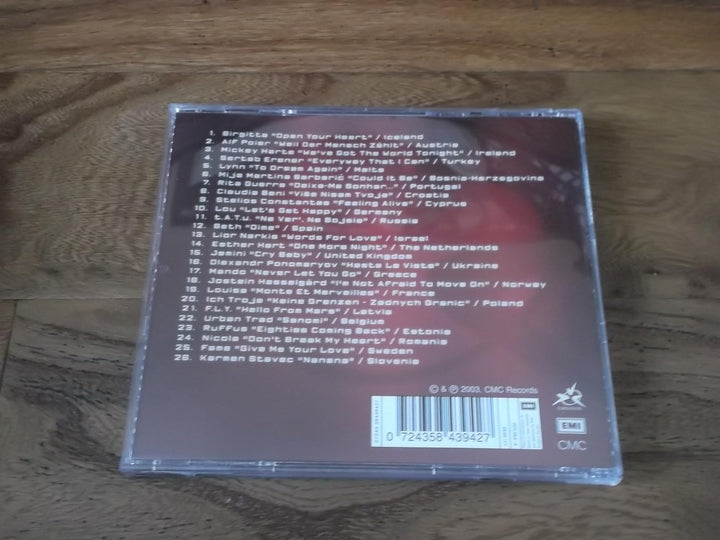 1. Birgitta "Open Your Heart" / Iceland
2. Alf Poier "Weil Der Mensch Zählt" / Austria
3. Mickey Harte "We've Got The World Tonight" / Ireland
4. Sertab Erener "Everyway That I Can" / Turkey
5. Lynn "To Dream Again" / Malta
6. Mija Martina Barbarić "Could It Be" / Bosnia-Herzegovina
7. Rita Guerra "Deixa-Me Sonhar..." / Portugal
8. Claudia Beni "Više Nisam Tvoja" / Croatia
9. Stelios Constantas "Feeling Alive" / Cyprus
10. Lou "Let's Get Happy" / Germany
11. t.A.T.u. "Ne Ver', Ne Bojsia" / Russia
12. Beth "Dime" / Spain
13. Lior Narkis "Words For Love" / Israel
14. Esther Hart "One More Night" / The Netherlands
15. Jemini "Cry Baby" / United Kingdom
16. Olexandr Ponomaryov "Hasta La Vista" / Ukraine
17. Mando "Never Let You Go" / Greece
18. Jostein Hasselgård "I'm Not Afraid To Move On" / Norway
19. Louisa "Monts Et Merveilles" / France
20. Ich Troje "Keine Grenzen - Żadnych Granic" / Poland
21. F.L.Y. "Hello From Mars" / Latvia
22. Urban Trad "Sanomi" / Belgium
23. Ruffus "Eighties Coming Back" / Estonia
24. Nicola "Don't Break My Heart" / Romania
25. Fame "Give Me Your Love" / Sweden
26. Karmen Stavec "Nanana" / Slovenia
© & ℗ 2003. CMC Records
0 724358 439427
EMI
EMI
CMC